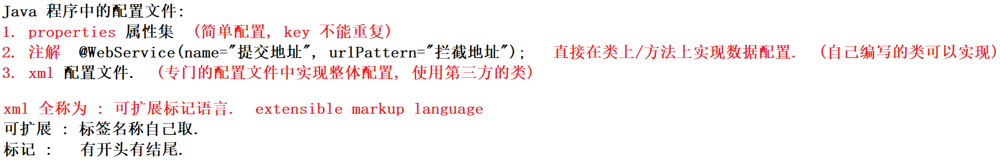 Java 程序中的配置文件:
1. properties 属性集 (简单配置, key 不能重复)
2. 注解 @WebService(name="提交地址", urlPattern="拦截地址"); 直接在类上/方法上实现数据配置. (自己编写的类可以实现)
3. xml 配置文件. (专门的配置文件中实现整体配置, 使用第三方的类)
xml 全称为 : 可扩展标记语言. extensible markup language
可扩展 : 标签名称自己取.
标记 : 有开头有结尾.